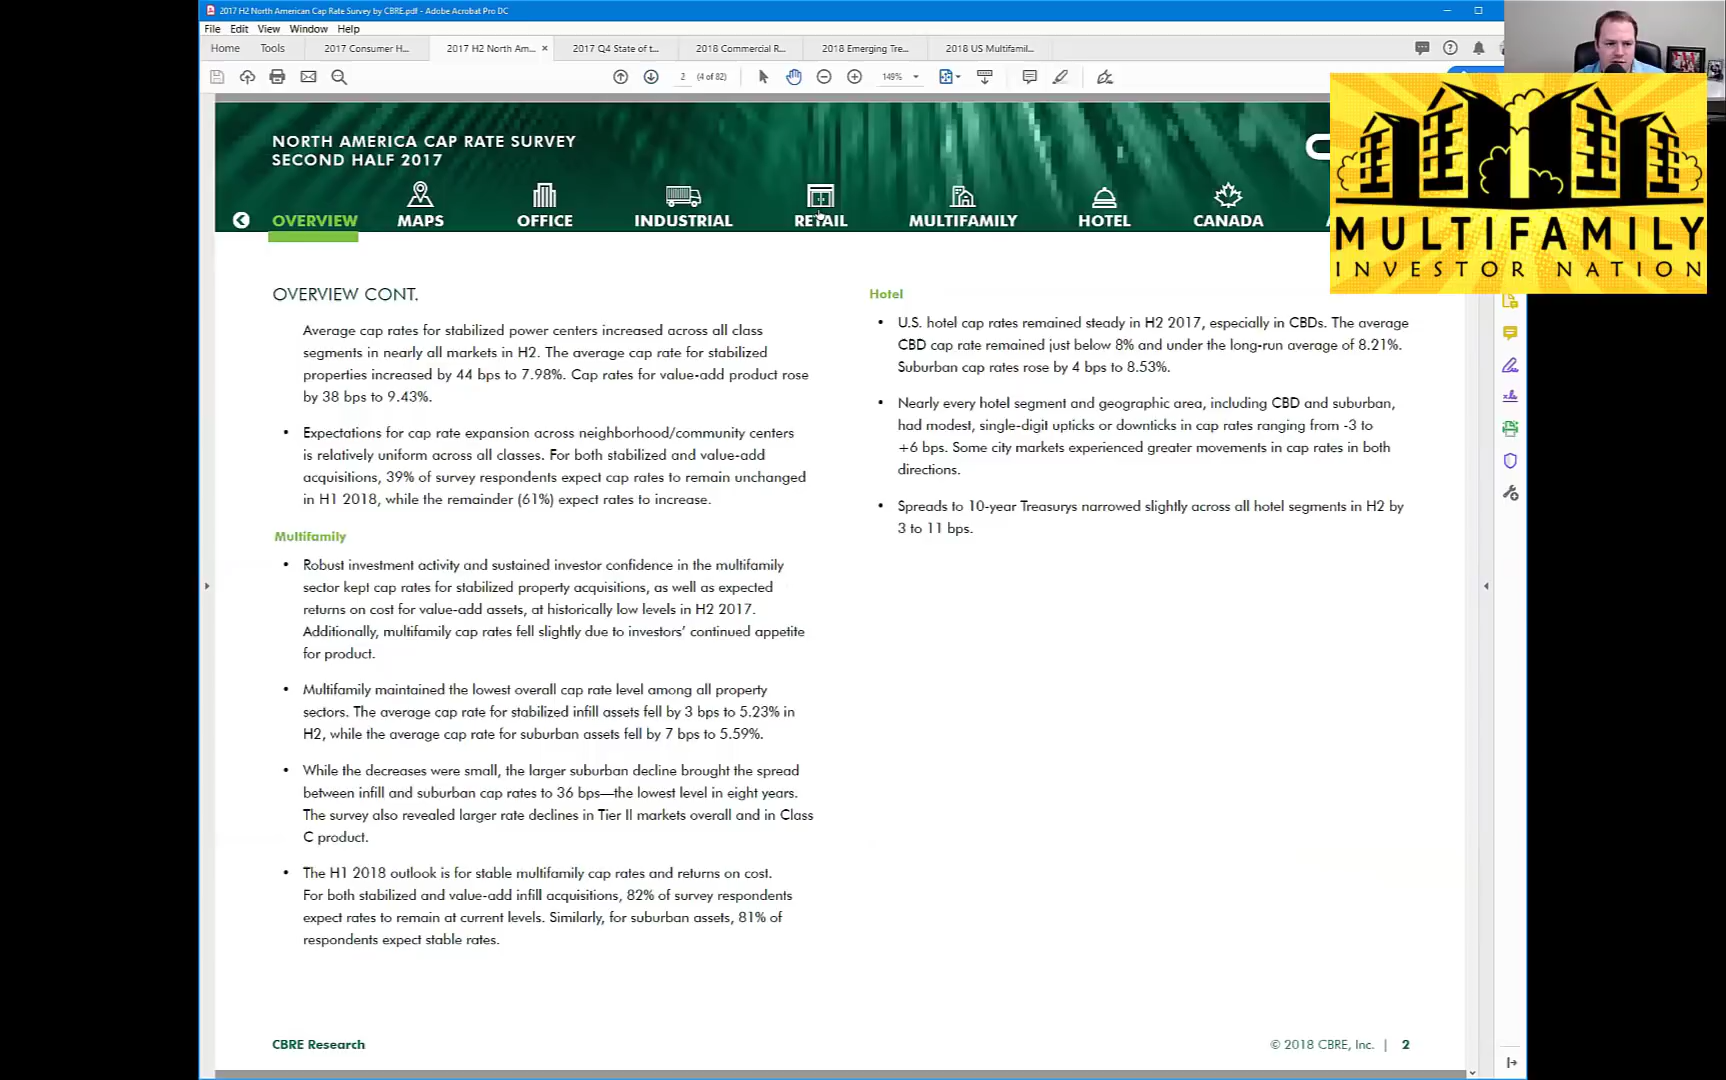 2017 H2 North American Cap Rate Survey by CBRE.pdf - Adobe Acrobat Pro DC
File Edit View Window Help
Home Tools 2017 Consumer H... 2017 H2 North Am... × 2017 Q4 State of t... 2018 Commercial R... 2018 Emerging Tre... 2018 US Multifamil...
2 (4 of 82) 149%
NORTH AMERICA CAP RATE SURVEY
SECOND HALF 2017
OVERVIEW MAPS OFFICE INDUSTRIAL RETAIL MULTIFAMILY HOTEL CANADA
MULTIFAMILY
INVESTOR NATION
OVERVIEW CONT.
Average cap rates for stabilized power centers increased across all class
segments in nearly all markets in H2. The average cap rate for stabilized
properties increased by 44 bps to 7.98%. Cap rates for value-add product rose
by 38 bps to 9.43%.
• Expectations for cap rate expansion across neighborhood/community centers
is relatively uniform across all classes. For both stabilized and value-add
acquisitions, 39% of survey respondents expect cap rates to remain unchanged
in H1 2018, while the remainder (61%) expect rates to increase.
Multifamily
• Robust investment activity and sustained investor confidence in the multifamily
sector kept cap rates for stabilized property acquisitions, as well as expected
returns on cost for value-add assets, at historically low levels in H2 2017.
Additionally, multifamily cap rates fell slightly due to investors' continued appetite
for product.
• Multifamily maintained the lowest overall cap rate level among all property
sectors. The average cap rate for stabilized infill assets fell by 3 bps to 5.23% in
H2, while the average cap rate for suburban assets fell by 7 bps to 5.59%.
• While the decreases were small, the larger suburban decline brought the spread
between infill and suburban cap rates to 36 bps—the lowest level in eight years.
The survey also revealed larger rate declines in Tier II markets overall and in Class
C product.
• The H1 2018 outlook is for stable multifamily cap rates and returns on cost.
For both stabilized and value-add infill acquisitions, 82% of survey respondents
expect rates to remain at current levels. Similarly, for suburban assets, 81% of
respondents expect stable rates.
Hotel
• U.S. hotel cap rates remained steady in H2 2017, especially in CBDs. The average
CBD cap rate remained just below 8% and under the long-run average of 8.21%.
Suburban cap rates rose by 4 bps to 8.53%.
• Nearly every hotel segment and geographic area, including CBD and suburban,
had modest, single-digit upticks or downticks in cap rates ranging from -3 to
+6 bps. Some city markets experienced greater movements in cap rates in both
directions.
• Spreads to 10-year Treasurys narrowed slightly across all hotel segments in H2 by
3 to 11 bps.
CBRE Research
© 2018 CBRE, Inc. | 2